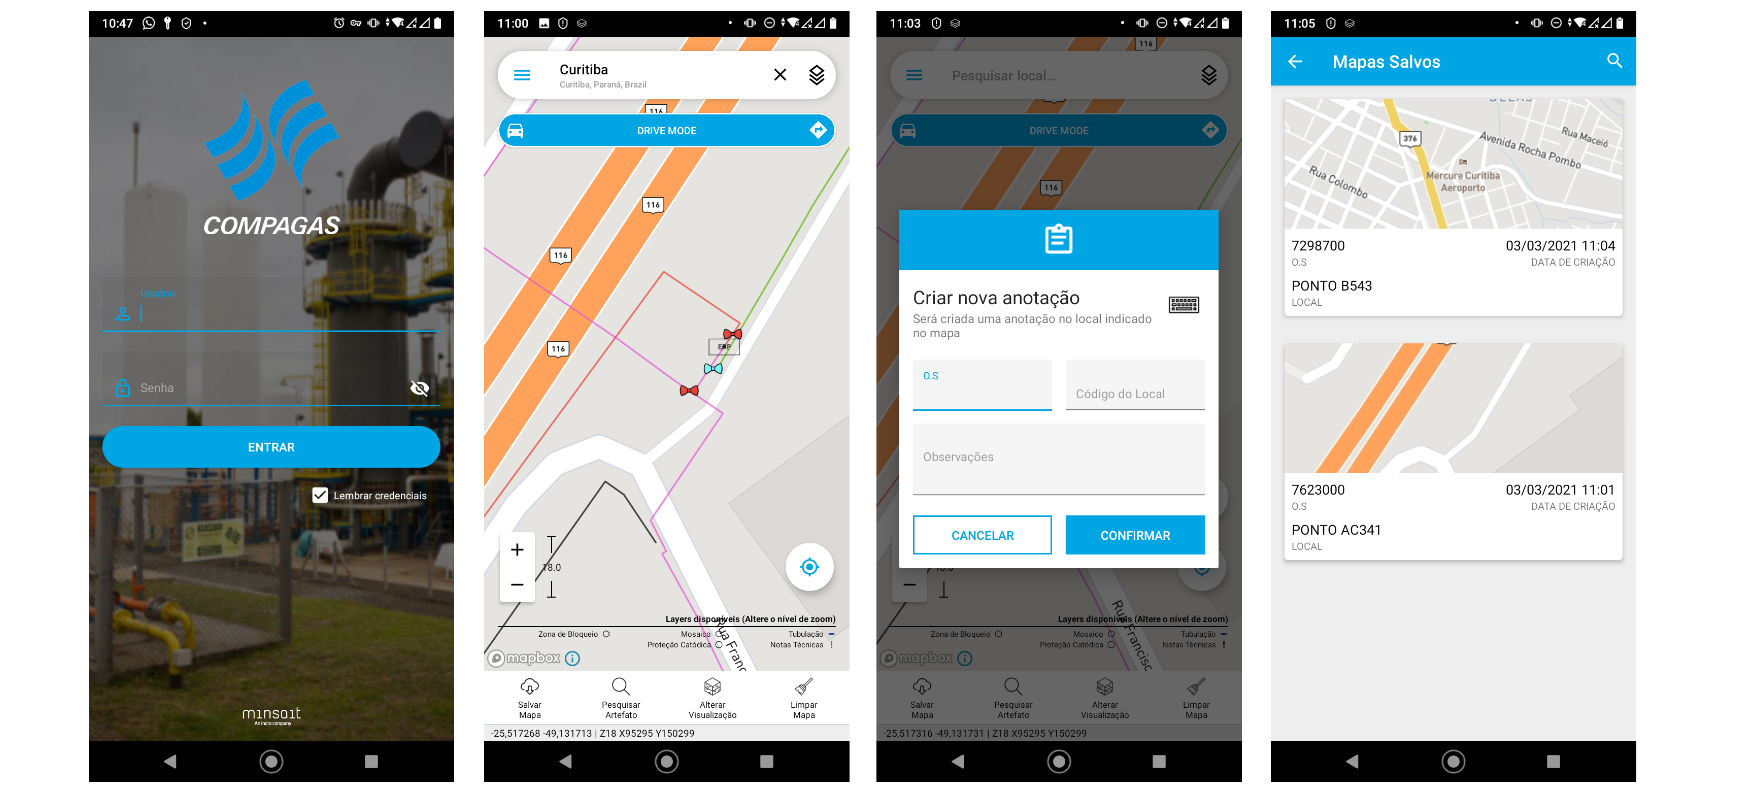 10:47
COMPAGAS
Usuário
Senha
ENTRAR
Lembrar credenciais
minsait
An Indra company
11:00
Curitiba
Curitiba, Paraná, Brazil
116
DRIVE MODE
116
116
116
18.0
Layers disponíveis (Altere o nível de zoom)
Zona de Bloqueio
Mosaico
Tubulação
Proteção Catódica
Notas Técnicas
Rua Franc
mapbox
Salvar
Mapa
Pesquisar
Artefato
Alterar
Visualização
Limpar
Mapa
-25,517268 -49,131713 | Z18 X95295 Y150299
11:03
116
Pesquisar local...
DRIVE MODE
116
Criar nova anotação
Será criada uma anotação no local indicado
no mapa
O.S
Código do Local
Observações
CANCELAR
CONFIRMAR
18.0
Layers disponíveis (Altere o nível de zoom)
Zona de Bloqueio
Mosaico
Tubulação
Proteção Catódica
Notas Técnicas
Rua Francisc
mapbox
Salvar
Mapa
Pesquisar
Artefato
Alterar
Visualização
Limpar
Mapa
-25,517316 -49,131731 | Z18 X95295 Y150299
11:05
Mapas Salvos
376
Rua Maceió
Avenida Rocha Pombo
Rua Colombo
Mercure Curitiba
Aeroporto
7298700
03/03/2021 11:04
O.S
DATA DE CRIAÇÃO
PONTO B543
LOCAL
7623000
03/03/2021 11:01
O.S
DATA DE CRIAÇÃO
PONTO AC341
LOCAL